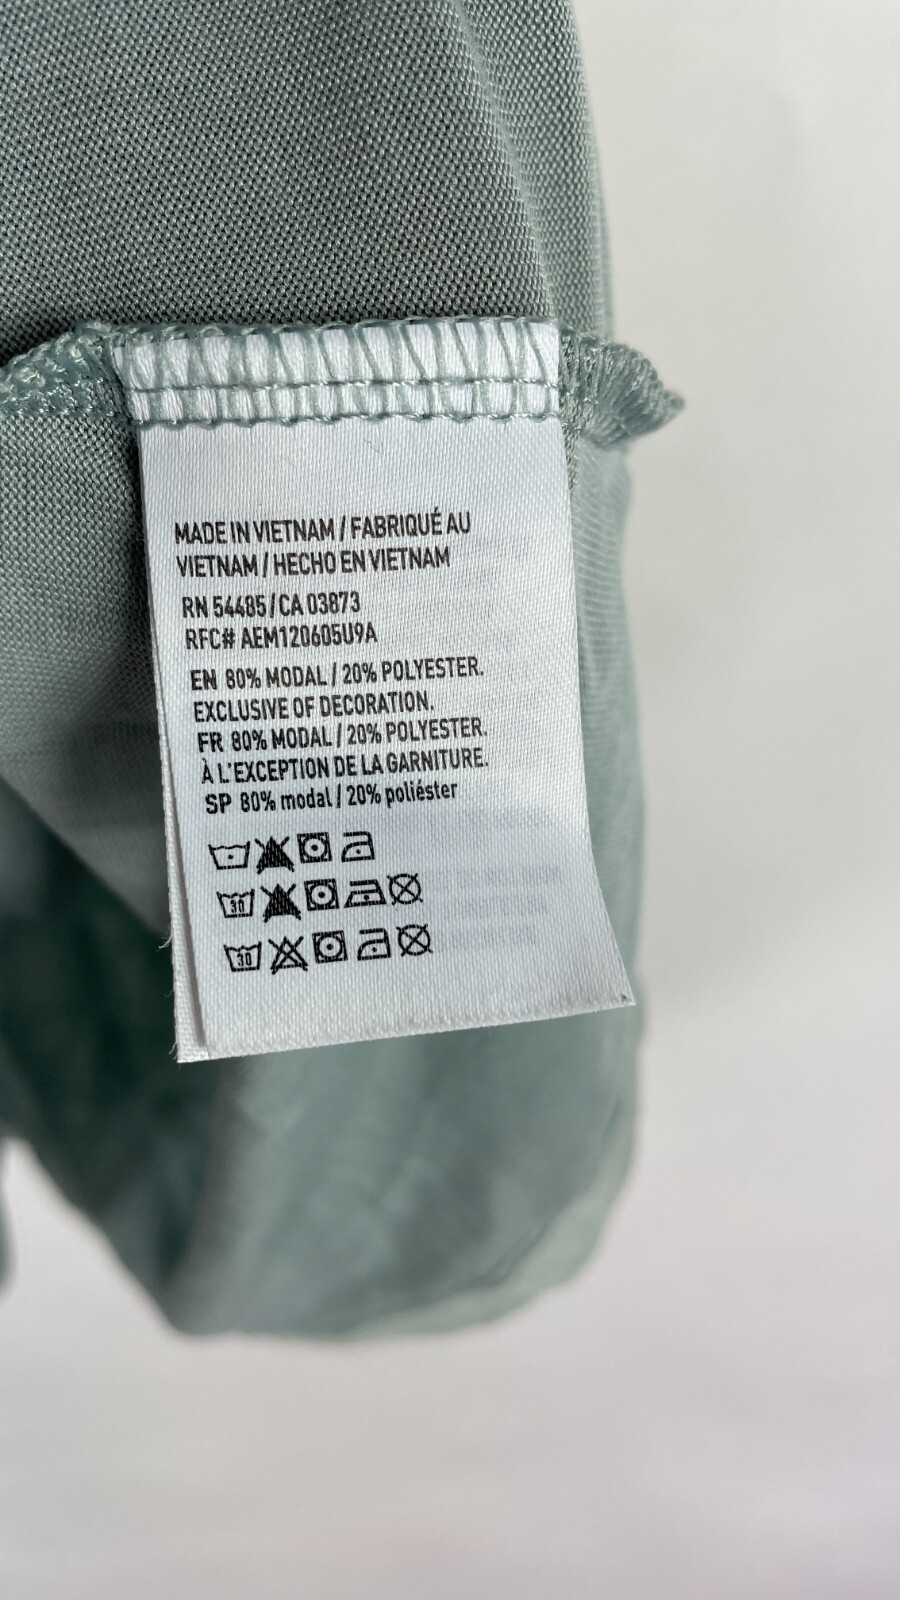 MADE IN VIETNAM / FABRIQUÉ AU
VIETNAM / HECHO EN VIETNAM
RN 54485 / CA 03873
RFC# AEM120605U9A
EN 80% MODAL / 20% POLYESTER.
EXCLUSIVE OF DECORATION.
FR 80% MODAL / 20% POLYESTER.
À L'EXCEPTION DE LA GARNITURE.
SP 80% modal / 20% poliéster
30
30